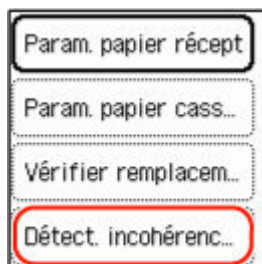 Param. papier récept
Param. papier cass...
Vérifier remplacem...
Détect. incohérenc...